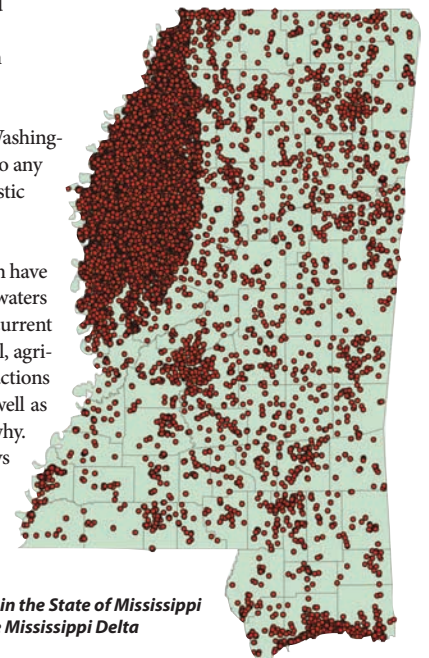 Washing-
o any
stic
have
waters
urrent
l, agri-
ctions
well as
why.
in the State of Mississippi
Mississippi Delta